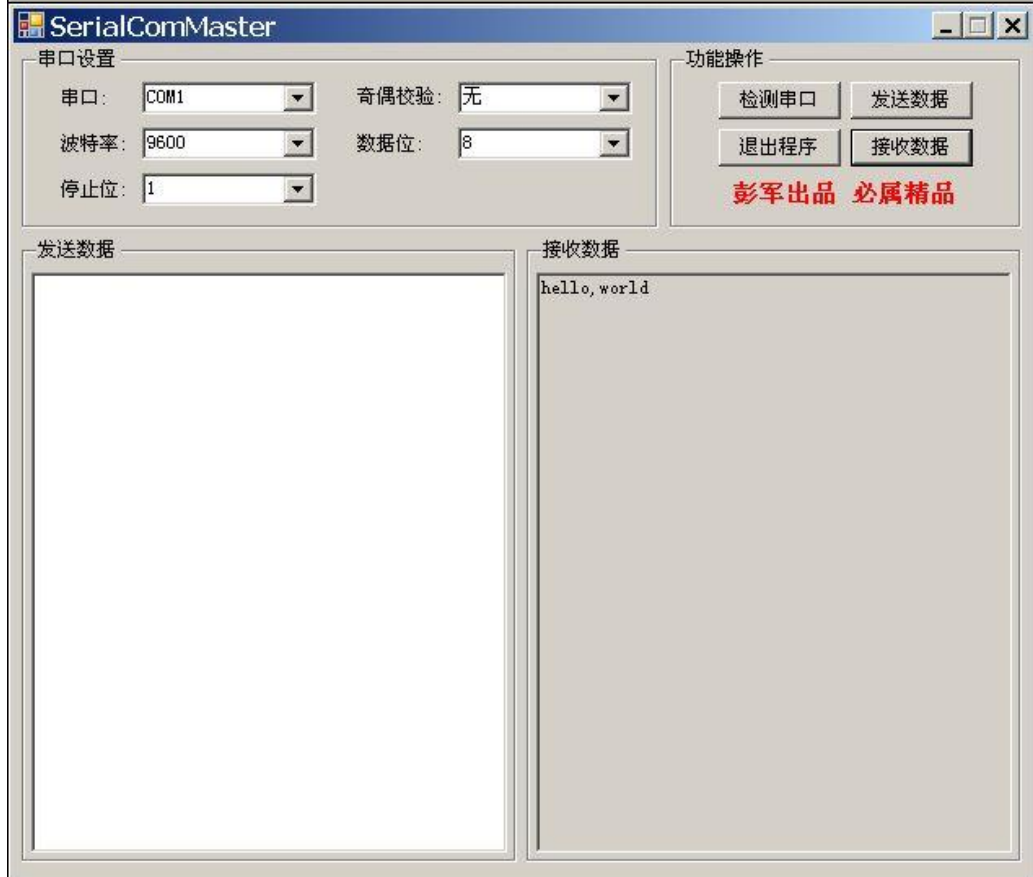 SerialComMaster
串口设置
串口: COM1 奇偶校验: 无
波特率: 9600 数据位: 8
停止位: 1
功能操作
检测串口 发送数据
退出程序 接收数据
彭军出品 必属精品
发送数据
接收数据
hello,world